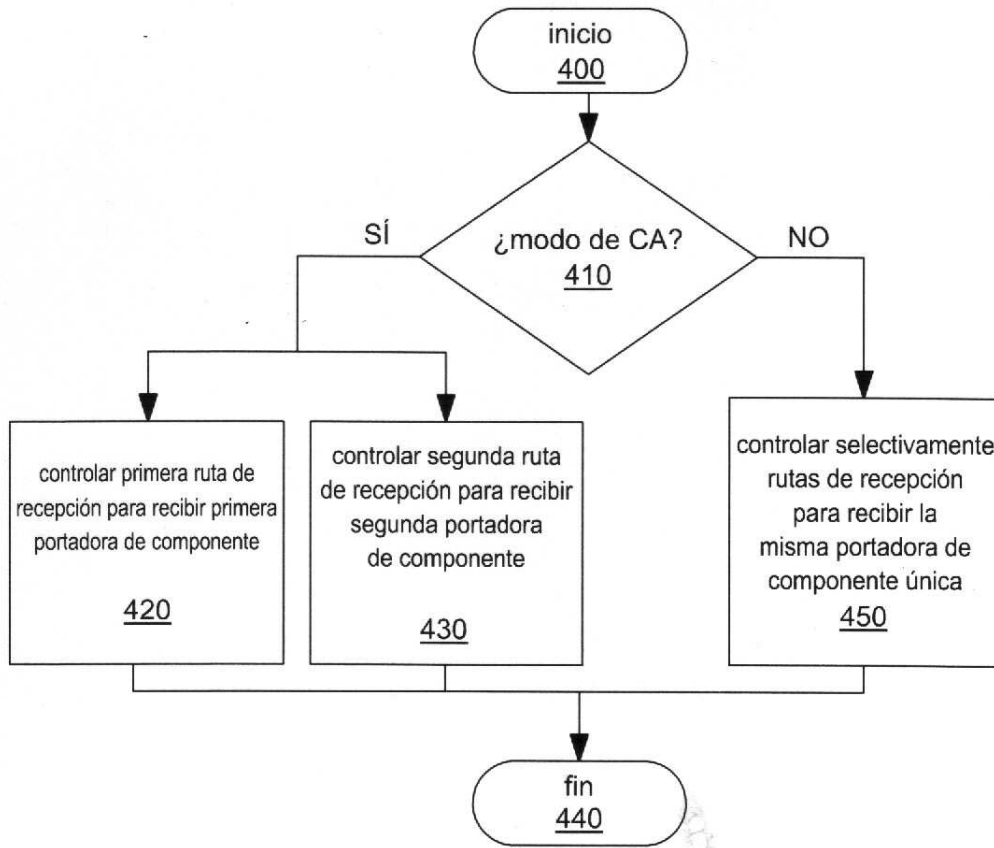 inicio
400
¿modo de CA?
410
SÍ
NO
controlar primera ruta de
recepción para recibir primera
portadora de componente
420
controlar segunda ruta
de recepción para recibir
segunda portadora
de componente
430
controlar selectivamente
rutas de recepción
para recibir la
misma portadora de
componente única
450
fin
440